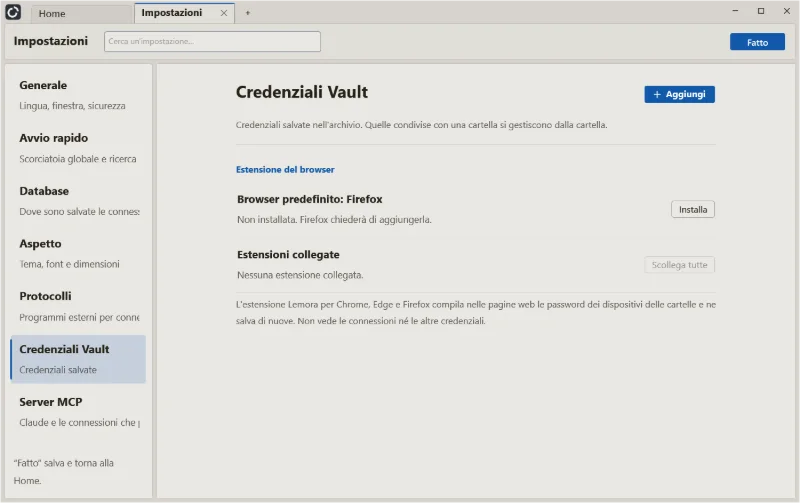 Home
Impostazioni
Impostazioni
Cerca un'impostazione...
Fatto
Generale
Lingua, finestra, sicurezza
Avvio rapido
Scorciatoia globale e ricerca
Database
Dove sono salvate le conness
Aspetto
Tema, font e dimensioni
Protocolli
Programmi esterni per conne
Credenziali Vault
Credenziali salvate
Server MCP
Claude e le connessioni che
"Fatto" salva e torna alla
Home.
Credenziali Vault
+ Aggiungi
Credenziali salvate nell'archivio. Quelle condivise con una cartella si gestiscono dalla cartella.
Estensione del browser
Browser predefinito: Firefox
Non installata. Firefox chiederà di aggiungerla.
Installa
Estensioni collegate
Nessuna estensione collegata.
Scollega tutte
L'estensione Lemora per Chrome, Edge e Firefox compila nelle pagine web le password dei dispositivi delle cartelle e ne
salva di nuove. Non vede le connessioni né le altre credenziali.